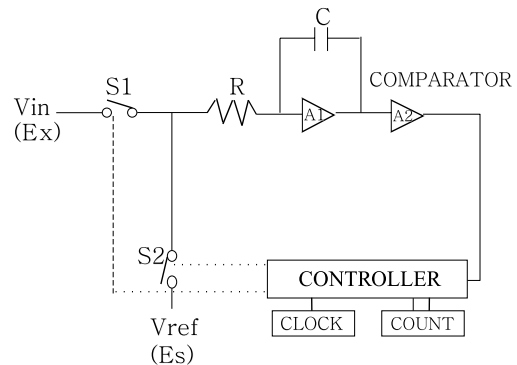 C
S1
R
COMPARATOR
Vin
(Ex)
A1
A2
S2
CONTROLLER
Vref
(Es)
CLOCK
COUNT